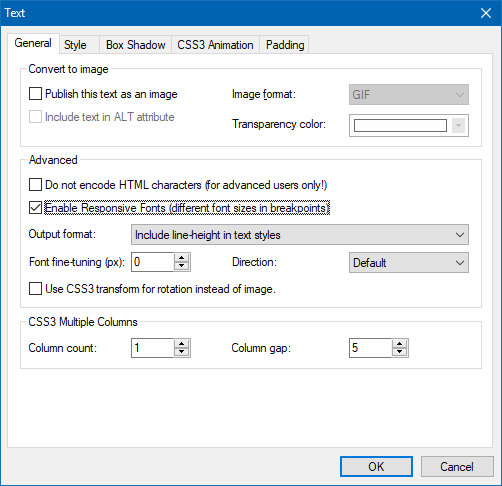 Text
General Style Box Shadow CSS3 Animation Padding
Convert to image
Publish this text as an image Image format: GIF
Include text in ALT attribute
Transparency color:
Advanced
Do not encode HTML characters (for advanced users only!)
Enable Responsive Fonts (different font sizes in breakpoints)
Output format: Include line-height in text styles
Font fine-tuning (px): 0 Direction: Default
Use CSS3 transform for rotation instead of image.
CSS3 Multiple Columns
Column count: 1 Column gap: 5
OK Cancel